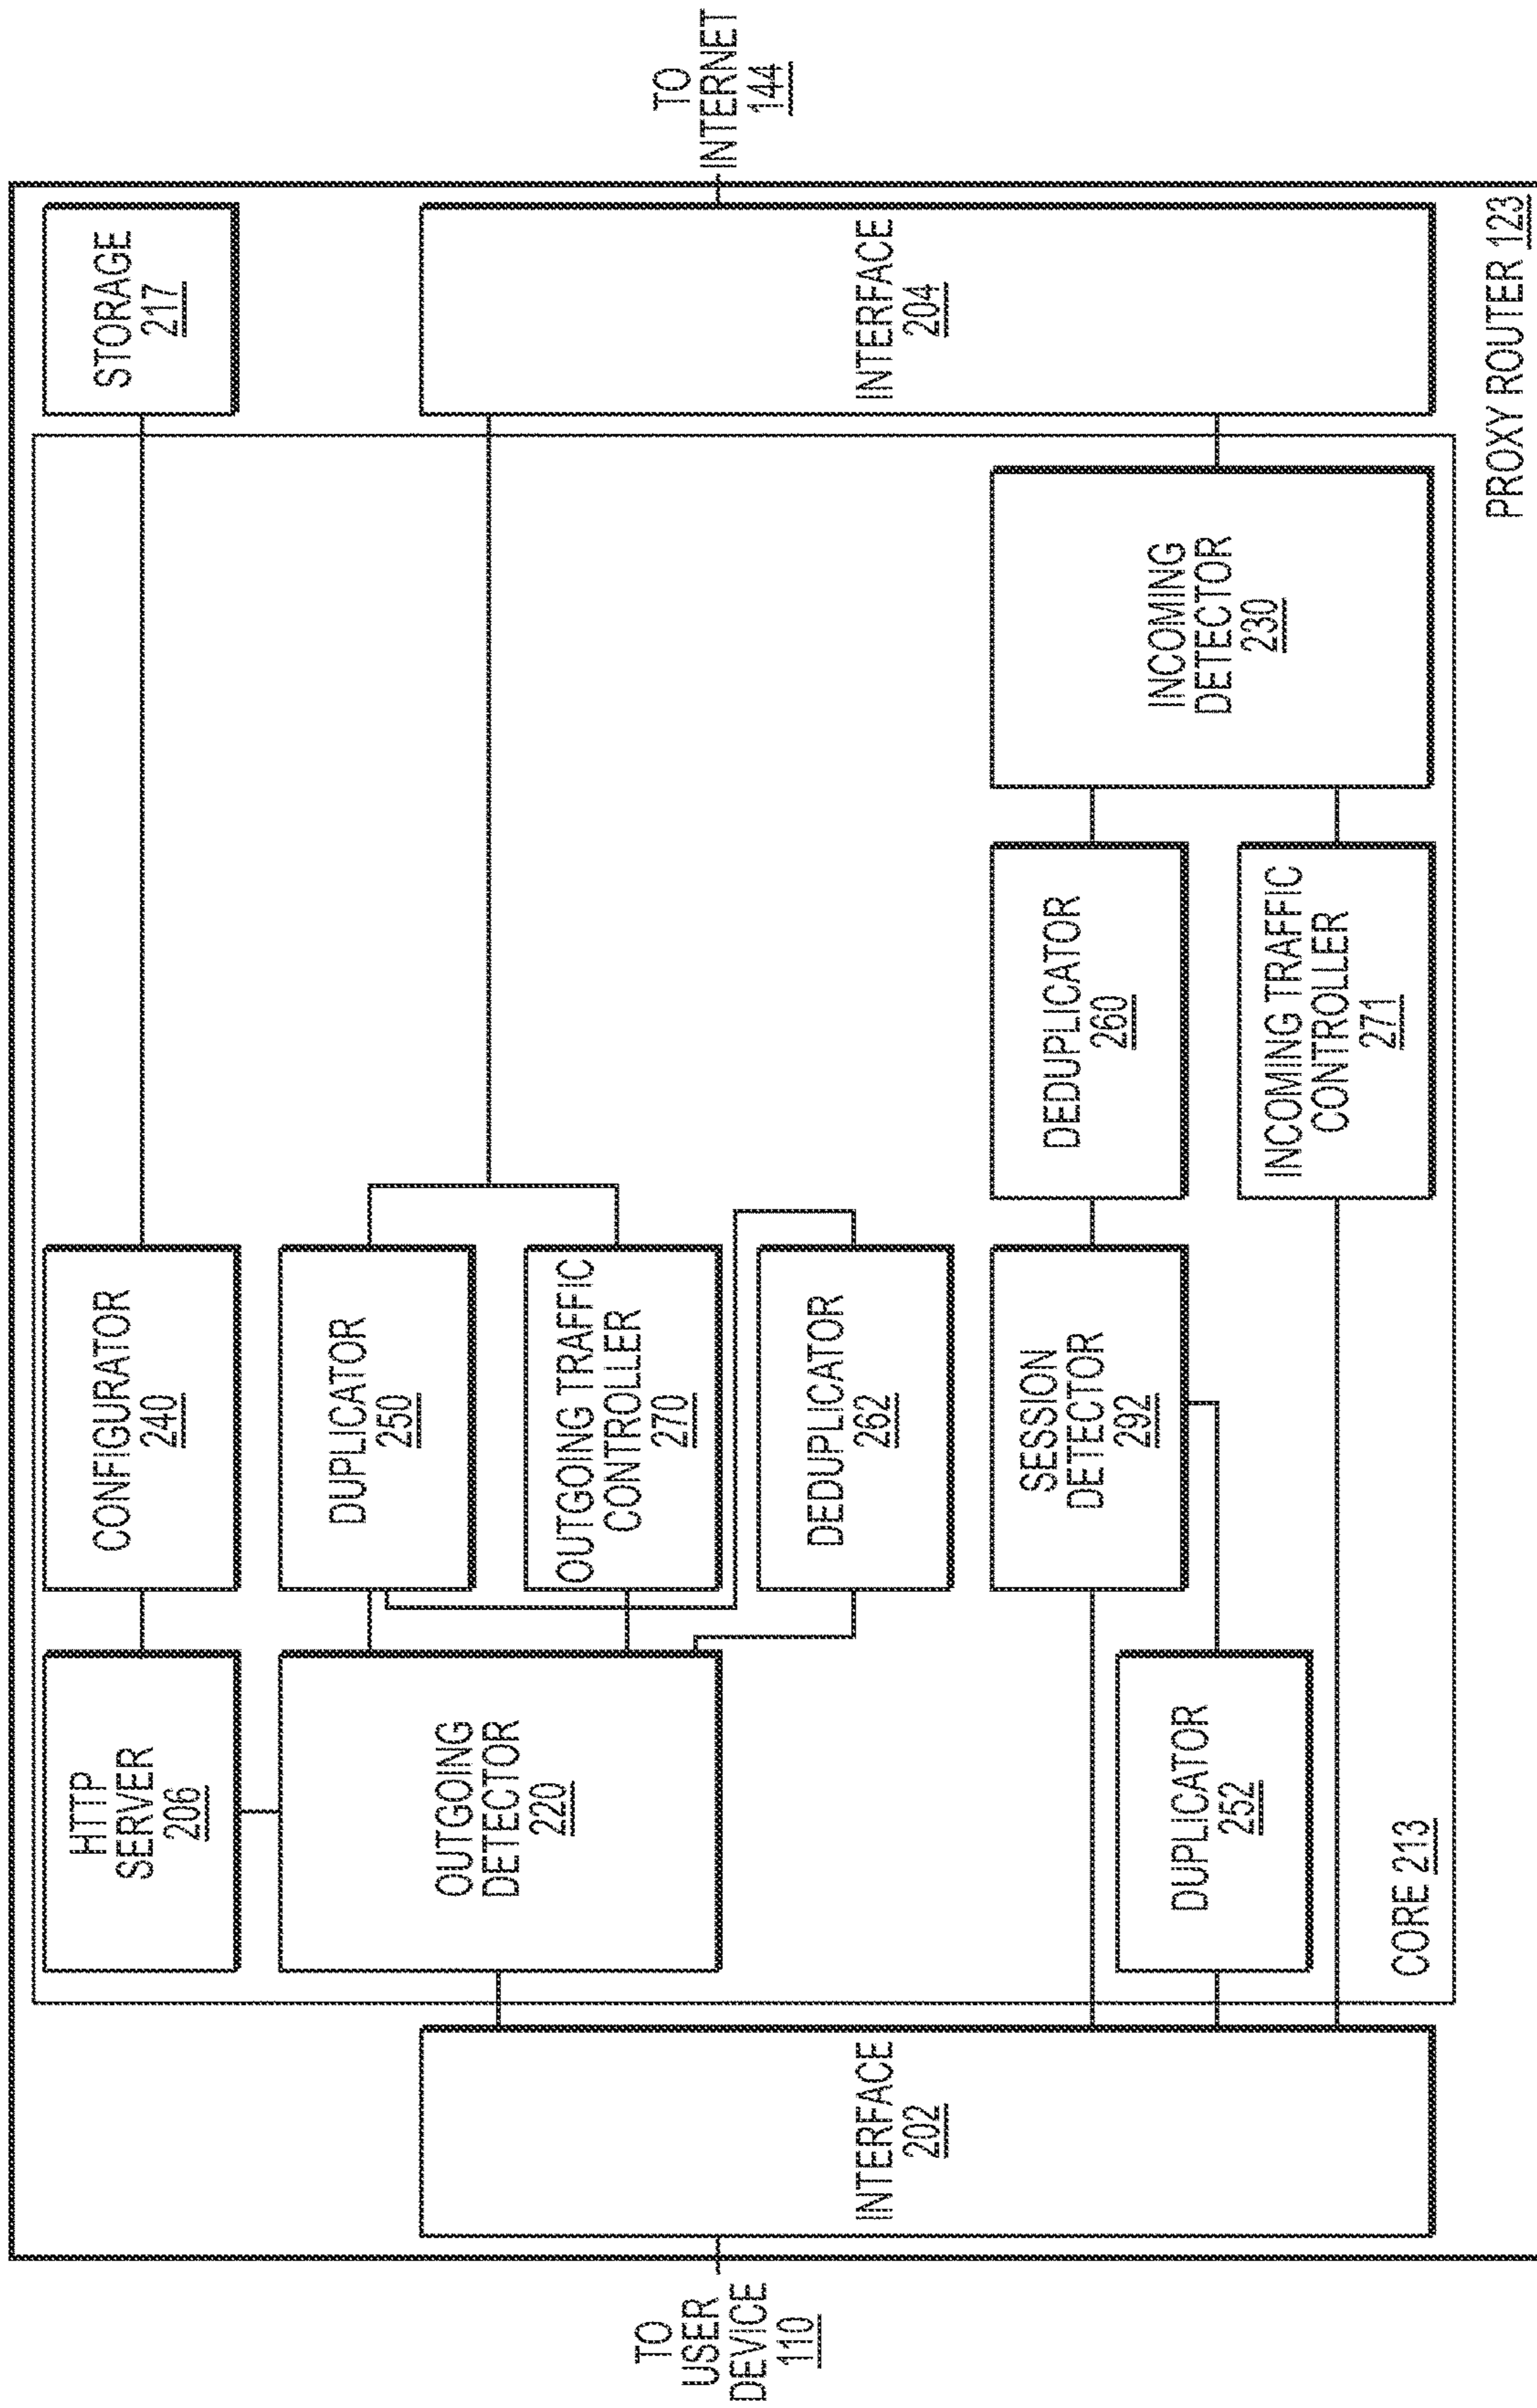 TO
USER
DEVICE
110
INTERFACE
202
HTTP
SERVER
206
CONFIGURATOR
240
STORAGE
217
OUTGOING
DETECTOR
220
DUPLICATOR
250
OUTGOING TRAFFIC
CONTROLLER
270
DEDUPLICATOR
262
SESSION
DETECTOR
292
DEDUPLICATOR
260
INCOMING
DETECTOR
230
DUPLICATOR
252
INCOMING TRAFFIC
CONTROLLER
271
INTERFACE
204
TO
INTERNET
144
CORE 213
PROXY ROUTER 123